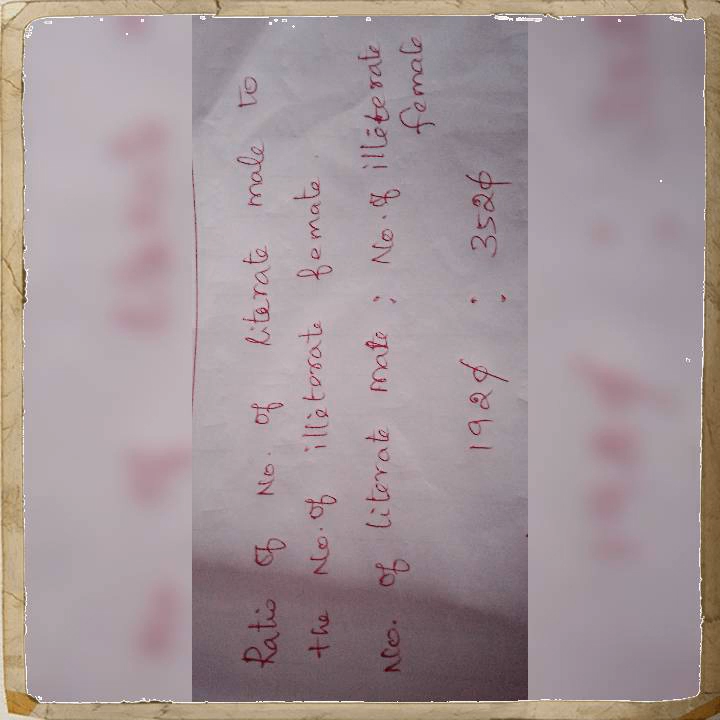 Ratio of No. of literate male to
the No. of illiterate female
No. of literate male : No. of illiterate
female
1920 : 3520